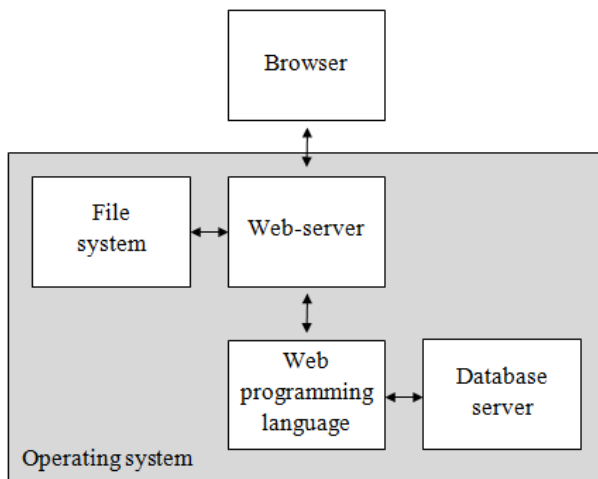 Browser
File
system
Web-server
Web
programming
language
Database
server
Operating system